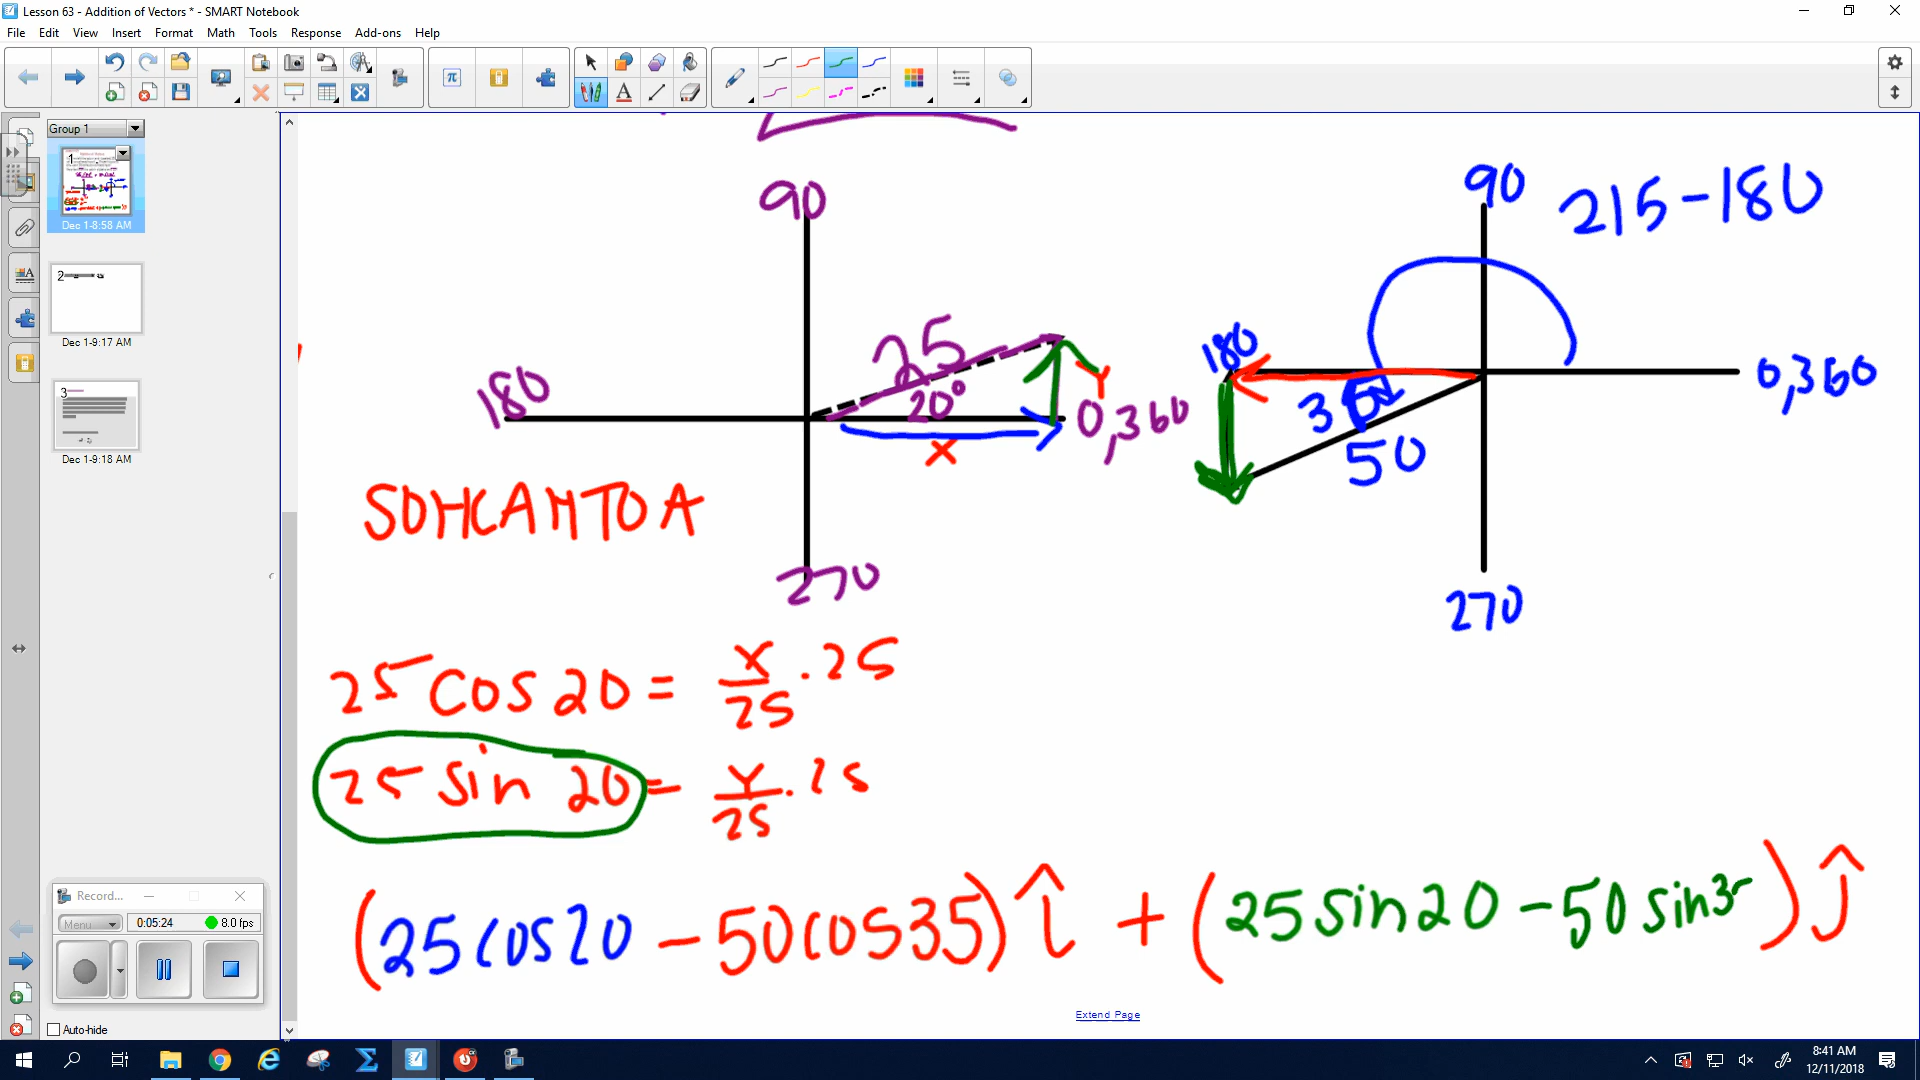 Lesson 63 - Addition of Vectors * - SMART Notebook
File Edit View Insert Format Math Tools Response Add-ons Help
Group 1
1
Dec 1-8:58 AM
2
Dec 1-9:17 AM
3
Dec 1-9:18 AM
90
180
25
20°
Y
0,360
X
270
SOHCAHTOA
90
215-180
180
0,360
50
270
25 cos 20 = X/25 . 25
25 sin 20 = Y/25 . 25
(25 cos 20 - 50 cos 35) î + (25 sin 20 - 50 sin 3 ) ĵ
Extend Page
Record...
Menu
0:05:24
8.0 fps
Auto-hide
8:41 AM
12/11/2018